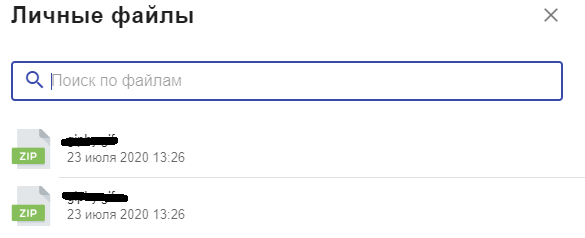 Личные файлы
Поиск по файлам
ZIP
23 июля 2020 13:26
ZIP
23 июля 2020 13:26